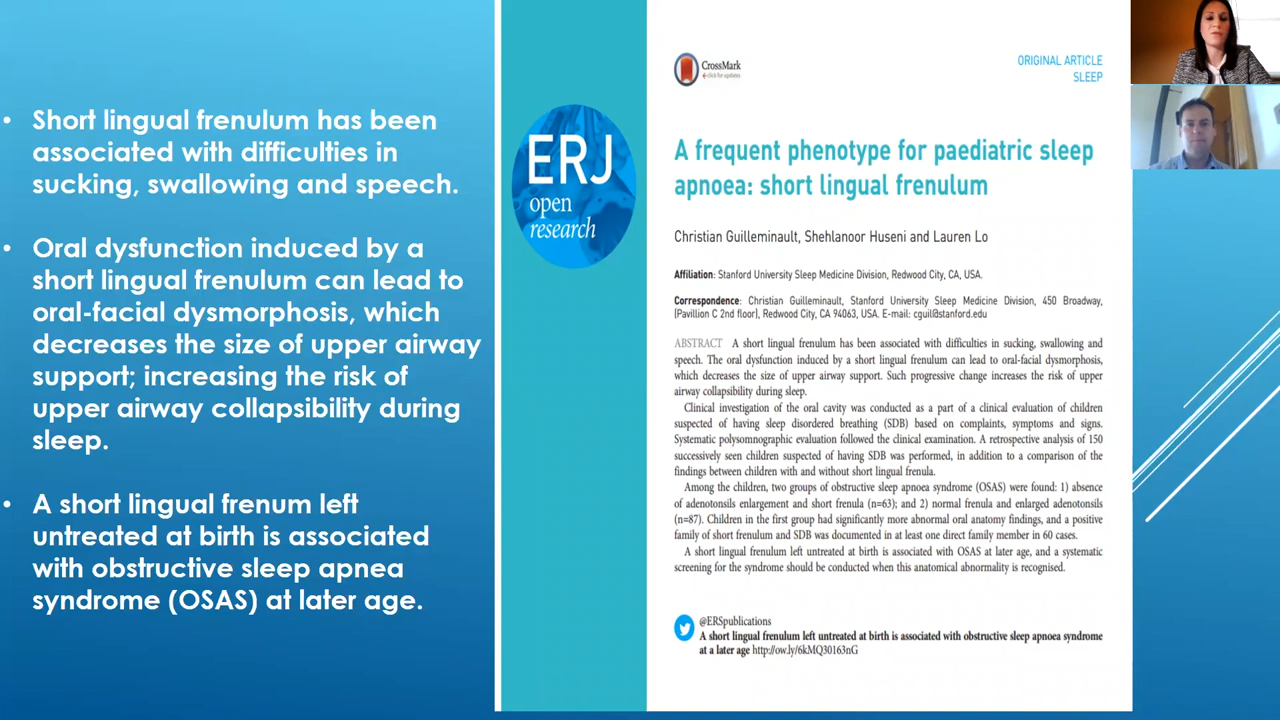 • Short lingual frenulum has been
associated with difficulties in
sucking, swallowing and speech.
• Oral dysfunction induced by a
short lingual frenulum can lead to
oral-facial dysmorphosis, which
decreases the size of upper airway
support; increasing the risk of
upper airway collapsibility during
sleep.
• A short lingual frenum left
untreated at birth is associated
with obstructive sleep apnea
syndrome (OSAS) at later age.
ERJ
open
research
CrossMark
click for updates
ORIGINAL ARTICLE
SLEEP
A frequent phenotype for paediatric sleep
apnoea: short lingual frenulum
Christian Guilleminault, Shehlanoor Huseni and Lauren Lo
Affiliation: Stanford University Sleep Medicine Division, Redwood City, CA, USA.
Correspondence: Christian Guilleminault, Stanford University Sleep Medicine Division, 450 Broadway,
(Pavillion C 2nd floor), Redwood City, CA 94063, USA. E-mail: cguil@stanford.edu
ABSTRACT A short lingual frenulum has been associated with difficulties in sucking, swallowing and
speech. The oral dysfunction induced by a short lingual frenulum can lead to oral-facial dysmorphosis,
which decreases the size of upper airway support. Such progressive change increases the risk of upper
airway collapsibility during sleep.
Clinical investigation of the oral cavity was conducted as a part of a clinical evaluation of children
suspected of having sleep disordered breathing (SDB) based on complaints, symptoms and signs.
Systematic polysomnographic evaluation followed the clinical examination. A retrospective analysis of 150
successively seen children suspected of having SDB was performed, in addition to a comparison of the
findings between children with and without short lingual frenula.
Among the children, two groups of obstructive sleep apnoea syndrome (OSAS) were found: 1) absence
of adenotonsils enlargement and short frenula (n=63); and 2) normal frenula and enlarged adenotonsils
(n=87). Children in the first group had significantly more abnormal oral anatomy findings, and a positive
family of short frenulum and SDB was documented in at least one direct family member in 60 cases.
A short lingual frenulum left untreated at birth is associated with OSAS at later age, and a systematic
screening for the syndrome should be conducted when this anatomical abnormality is recognised.
@ERSpublications
A short lingual frenulum left untreated at birth is associated with obstructive sleep apnoea syndrome
at a later age http://ow.ly/6kMQ30163nG